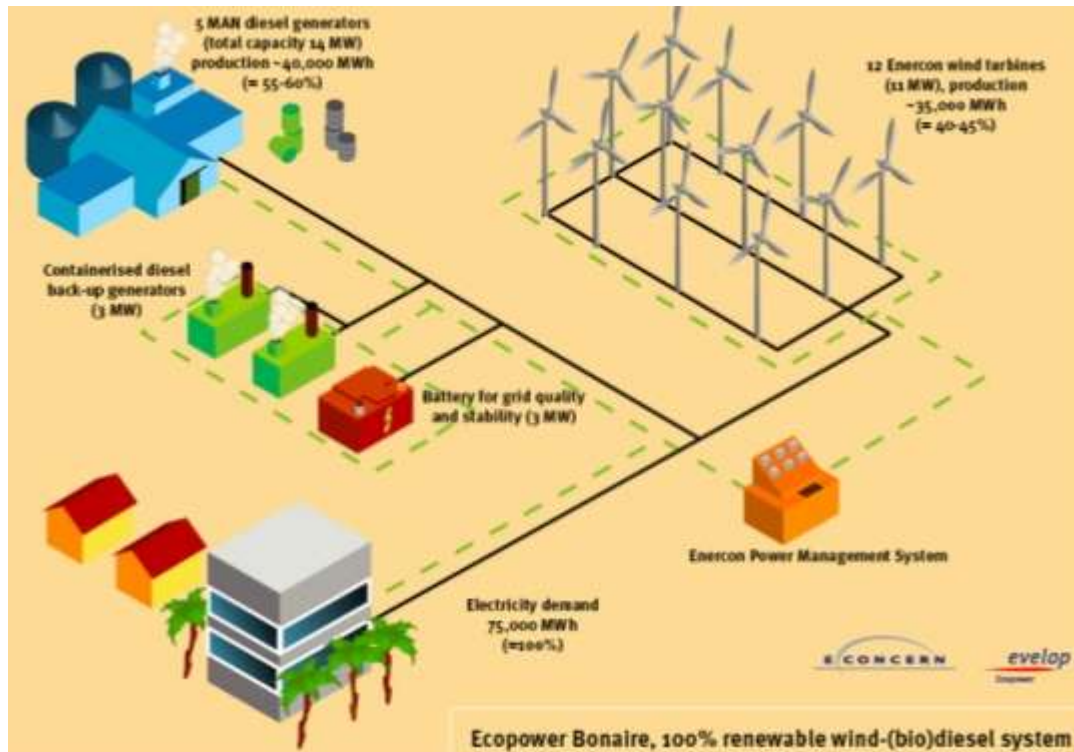 5 MAN diesel generators
(total capacity 14 MW)
production ~40,000 MWh
(= 55-60%)
12 Enercon wind turbines
(11 MW), production
~35,000 MWh
(= 40-45%)
Containerised diesel
back-up generators
(3 MW)
Battery for grid quality
and stability (3 MW)
Enercon Power Management System
Electricity demand
75,000 MWh
(=100%)
ECONCERN
evelop
Ecopower Bonaire, 100% renewable wind-(bio)diesel system